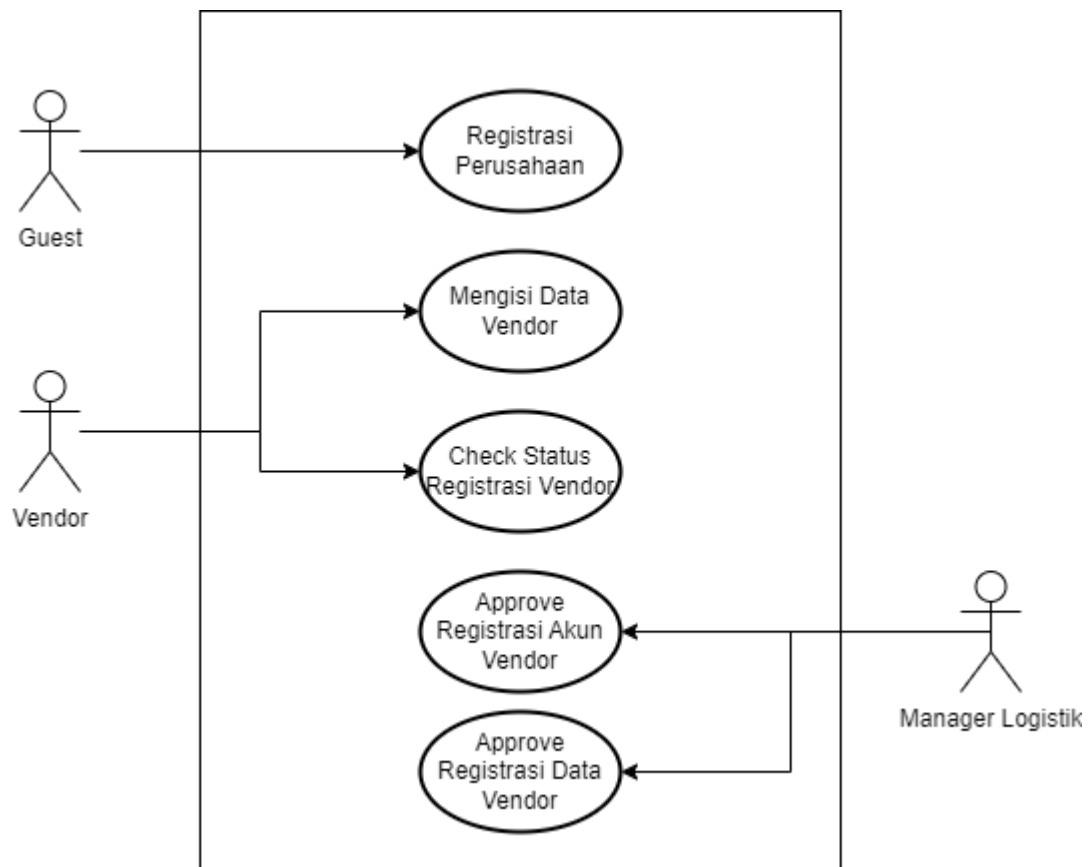 Registrasi
Perusahaan
Guest
Mengisi Data
Vendor
Check Status
Registrasi Vendor
Vendor
Approve
Registrasi Akun
Vendor
Manager Logistik
Approve
Registrasi Data
Vendor